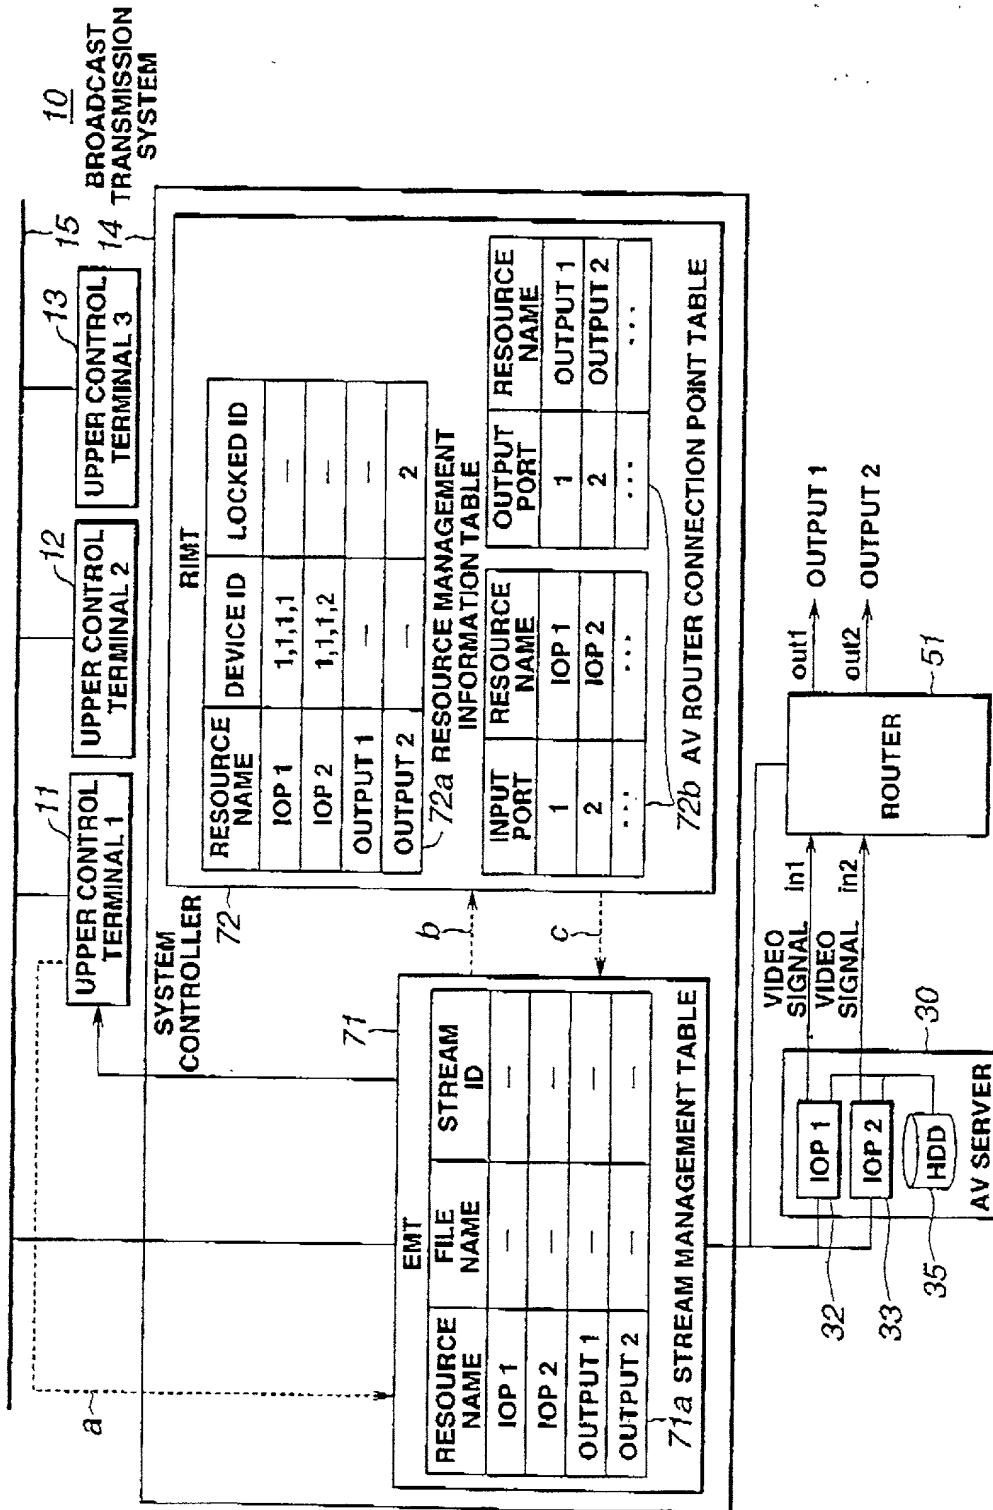 10
BROADCAST
TRANSMISSION
SYSTEM
15
14
11
UPPER CONTROL
TERMINAL 1
12
UPPER CONTROL
TERMINAL 2
13
UPPER CONTROL
TERMINAL 3
a
SYSTEM
CONTROLLER
71
EMT
RESOURCE NAME FILE NAME STREAM ID
IOP 1 — —
IOP 2 — —
OUTPUT 1 — —
OUTPUT 2 — —
71a STREAM MANAGEMENT TABLE
b
c
72
RIMT
RESOURCE NAME DEVICE ID LOCKED ID
IOP 1 1,1,1,1 —
IOP 2 1,1,1,2 —
OUTPUT 1 — —
OUTPUT 2 — 2
72a RESOURCE MANAGEMENT
INFORMATION TABLE
INPUT PORT RESOURCE NAME
1 IOP 1
2 IOP 2
... ...
OUTPUT PORT RESOURCE NAME
1 OUTPUT 1
2 OUTPUT 2
... ...
72b AV ROUTER CONNECTION POINT TABLE
32
33
35
IOP 1
IOP 2
HDD
AV SERVER
30
VIDEO
SIGNAL in1
VIDEO
SIGNAL in2
ROUTER
51
out1 OUTPUT 1
out2 OUTPUT 2